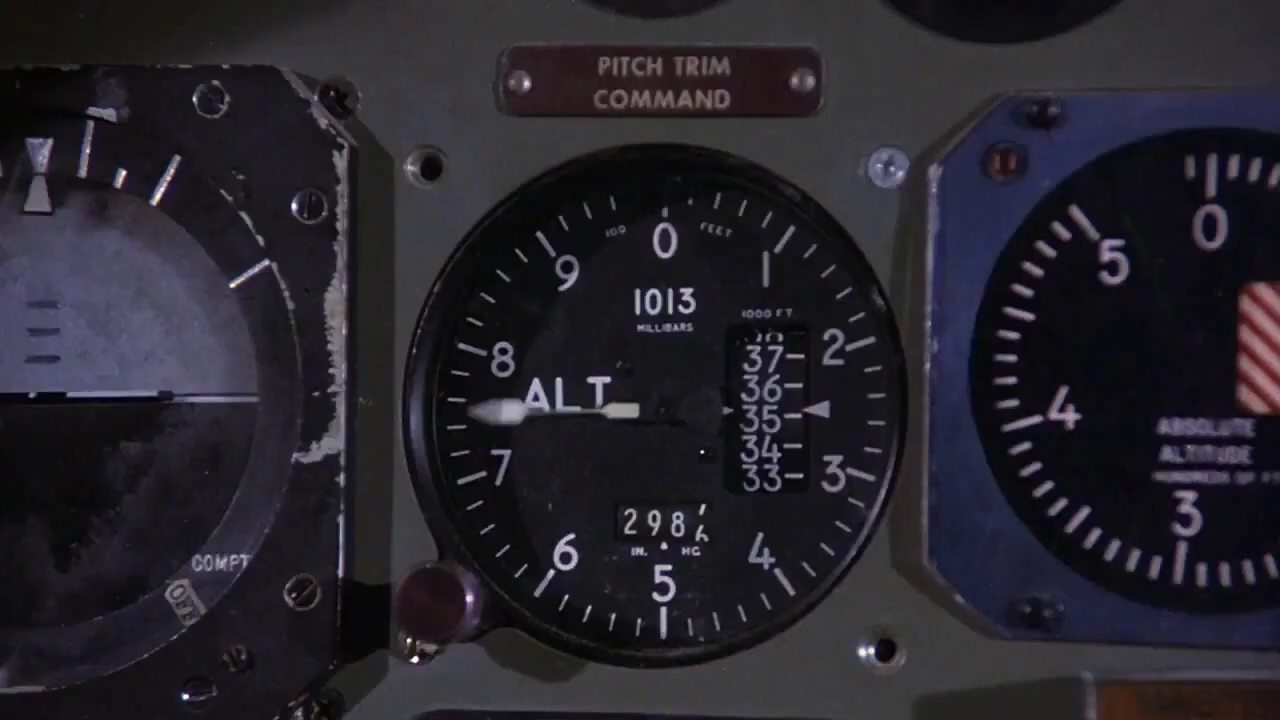 PITCH TRIM
COMMAND
100 FEET
0
1
2
3
4
5
6
7
8
9
1013
MILLIBARS
1000 FT
37
36
35
34
33
ALT
298
IN. HG
COMPT
0
5
4
3
ABSOLUTE
ALTITUDE